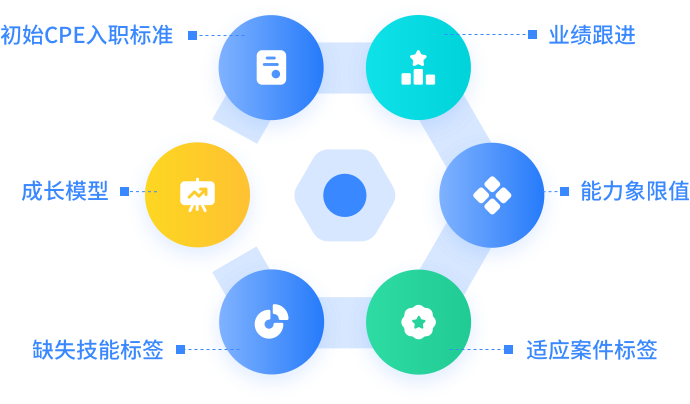 初始CPE入职标准
业绩跟进
成长模型
能力象限值
缺失技能标签
适应案件标签